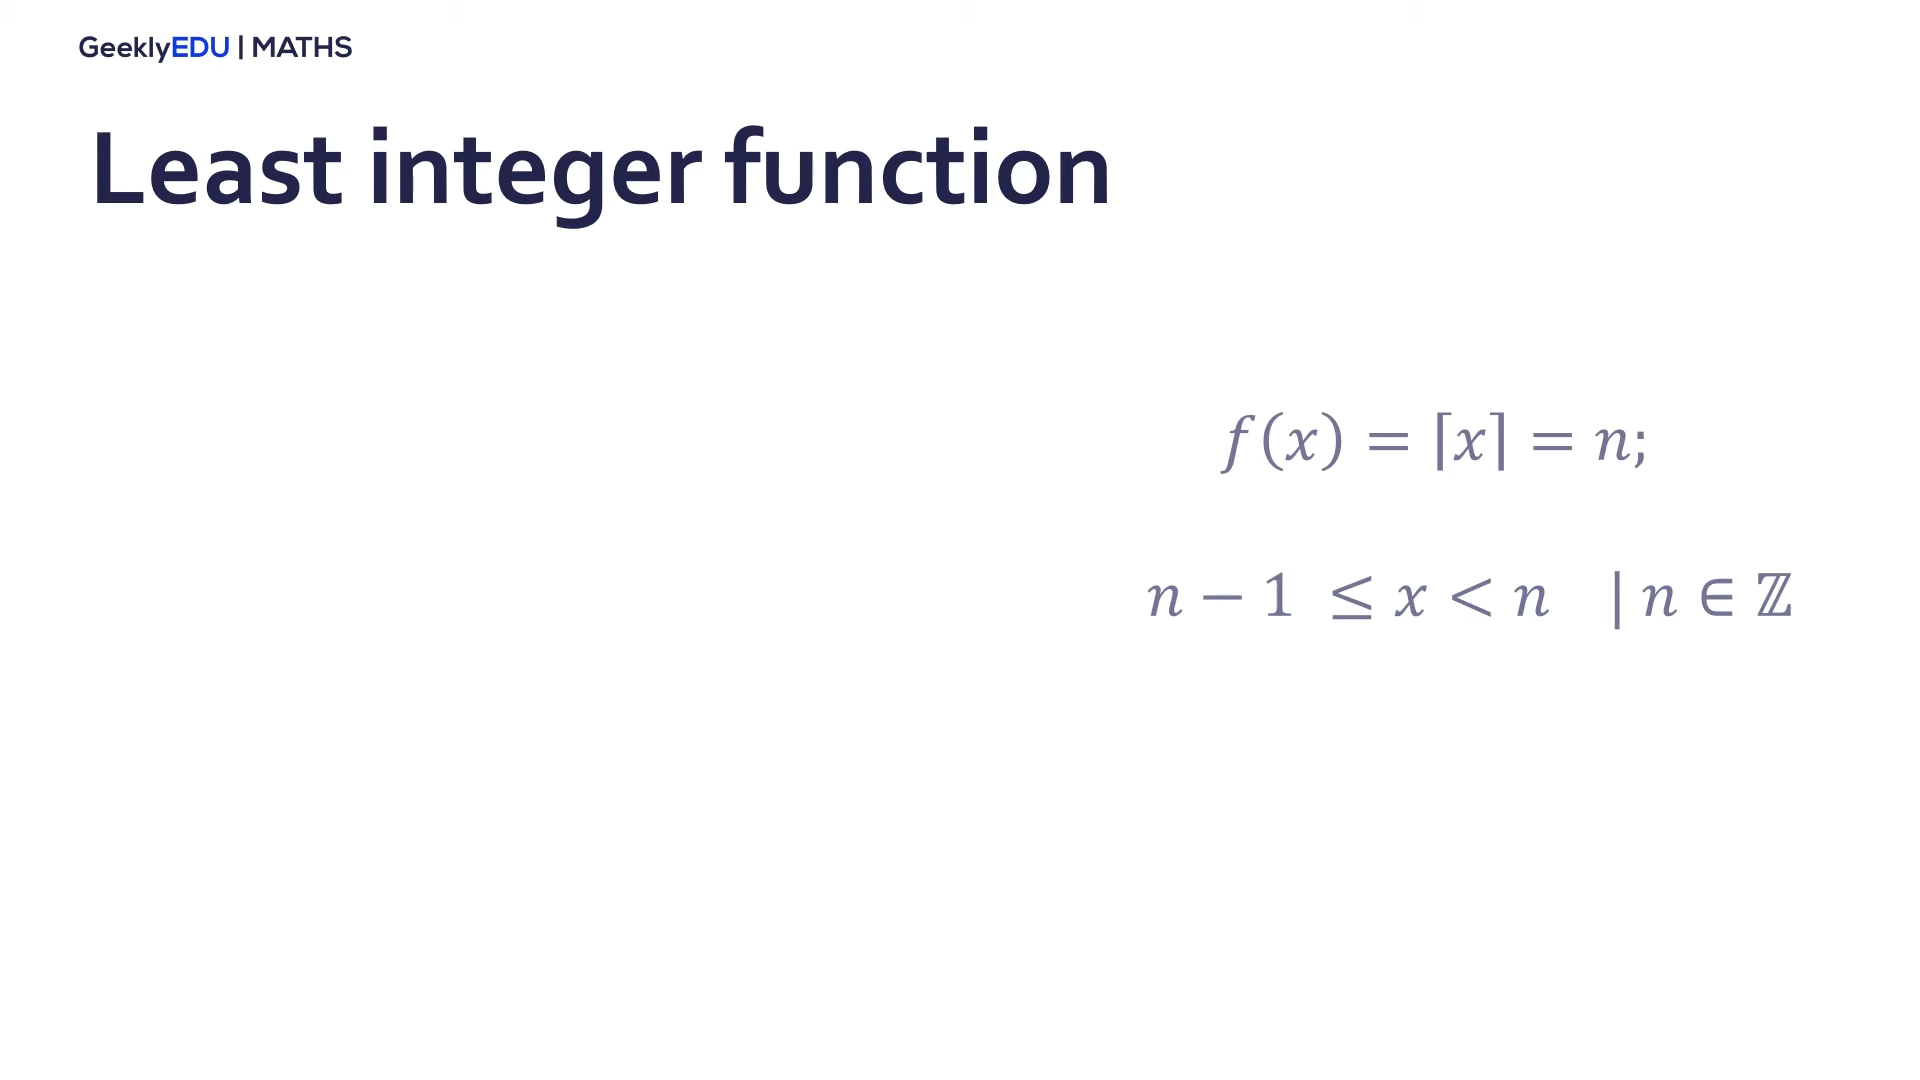 GeeklyEDU | MATHS
Least integer function
f(x) = ⌈x⌉ = n;
n − 1 ≤ x < n | n ∈ ℤ